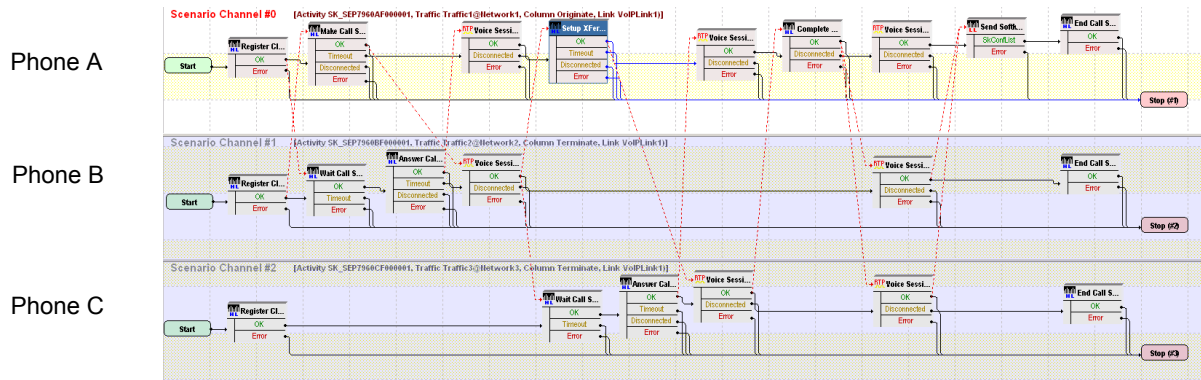 Scenario Channel #0 [Activity SK_SEP7960AF000001, Traffic Traffic1@Network1, Column Originate, Link VoIPLink1]
Phone A
Start
Register Cl...
OK
Error
Make Call S...
OK
Timeout
Disconnected
Error
RTP Voice Sessi...
OK
Disconnected
Error
Setup XFer...
OK
Timeout
Disconnected
Error
RTP Voice Sessi...
OK
Disconnected
Error
Complete ...
OK
Disconnected
Error
RTP Voice Sessi...
OK
Disconnected
Error
Send Softk...
SkConfList
Error
End Call S...
OK
Error
Stop (#1)
Scenario Channel #1 [Activity SK_SEP7960BF000001, Traffic Traffic2@Network2, Column Terminate, Link VoIPLink1]
Phone B
Start
Register Cl...
OK
Error
Wait Call S...
OK
Timeout
Error
Answer Cal...
OK
Timeout
Disconnected
Error
RTP Voice Sessi...
OK
Disconnected
Error
RTP Voice Sessi...
OK
Disconnected
Error
End Call S...
OK
Error
Stop (#2)
Scenario Channel #2 [Activity SK_SEP7960CF000001, Traffic Traffic3@Network3, Column Terminate, Link VoIPLink1]
Phone C
Start
Register Cl...
OK
Error
Wait Call S...
OK
Timeout
Error
Answer Cal...
OK
Timeout
Disconnected
Error
RTP Voice Sessi...
OK
Disconnected
Error
RTP Voice Sessi...
OK
Disconnected
Error
End Call S...
OK
Error
Stop (#3)